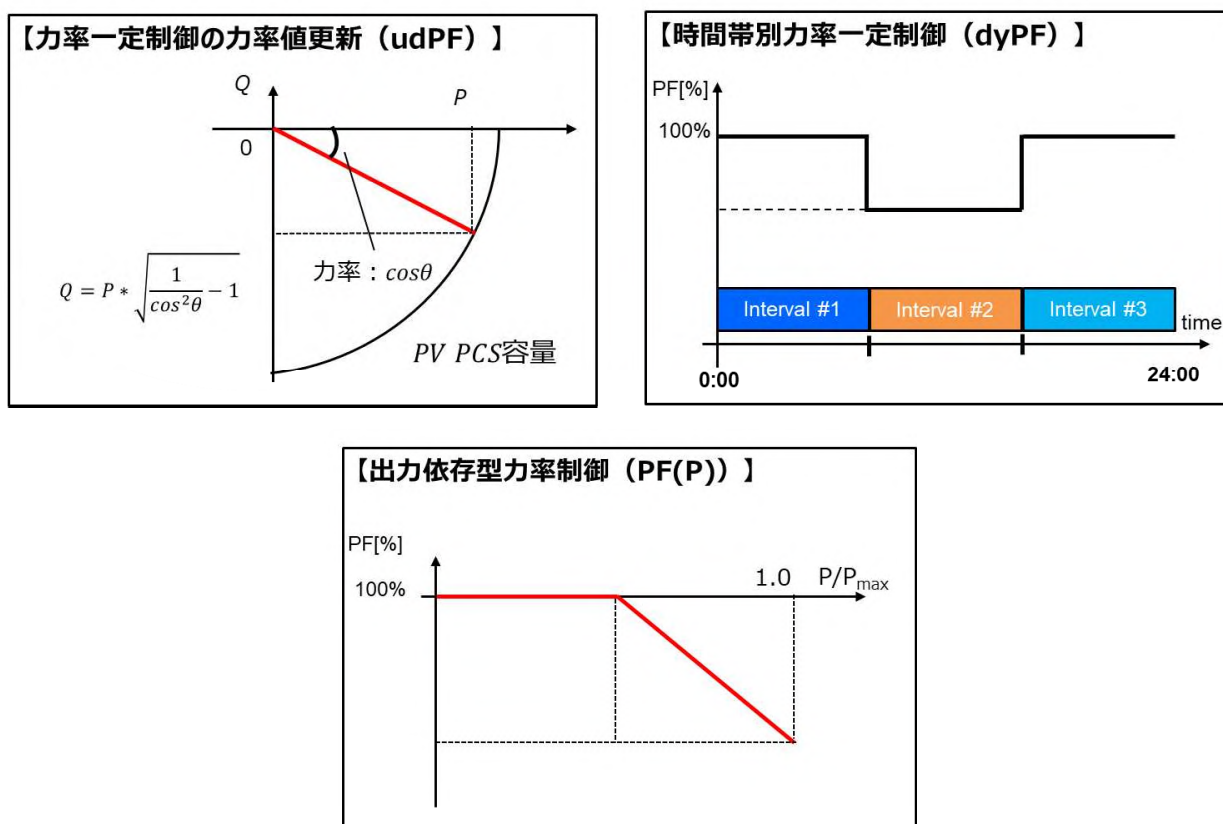 【力率一定制御の力率値更新（udPF）】
Q
P
0
力率：cosθ
Q = P * √(1/cos²θ − 1)
PV PCS容量
【時間帯別力率一定制御（dyPF）】
PF[%]
100%
Interval #1
Interval #2
Interval #3
time
0:00
24:00
【出力依存型力率制御（PF(P)）】
PF[%]
100%
1.0
P/Pmax